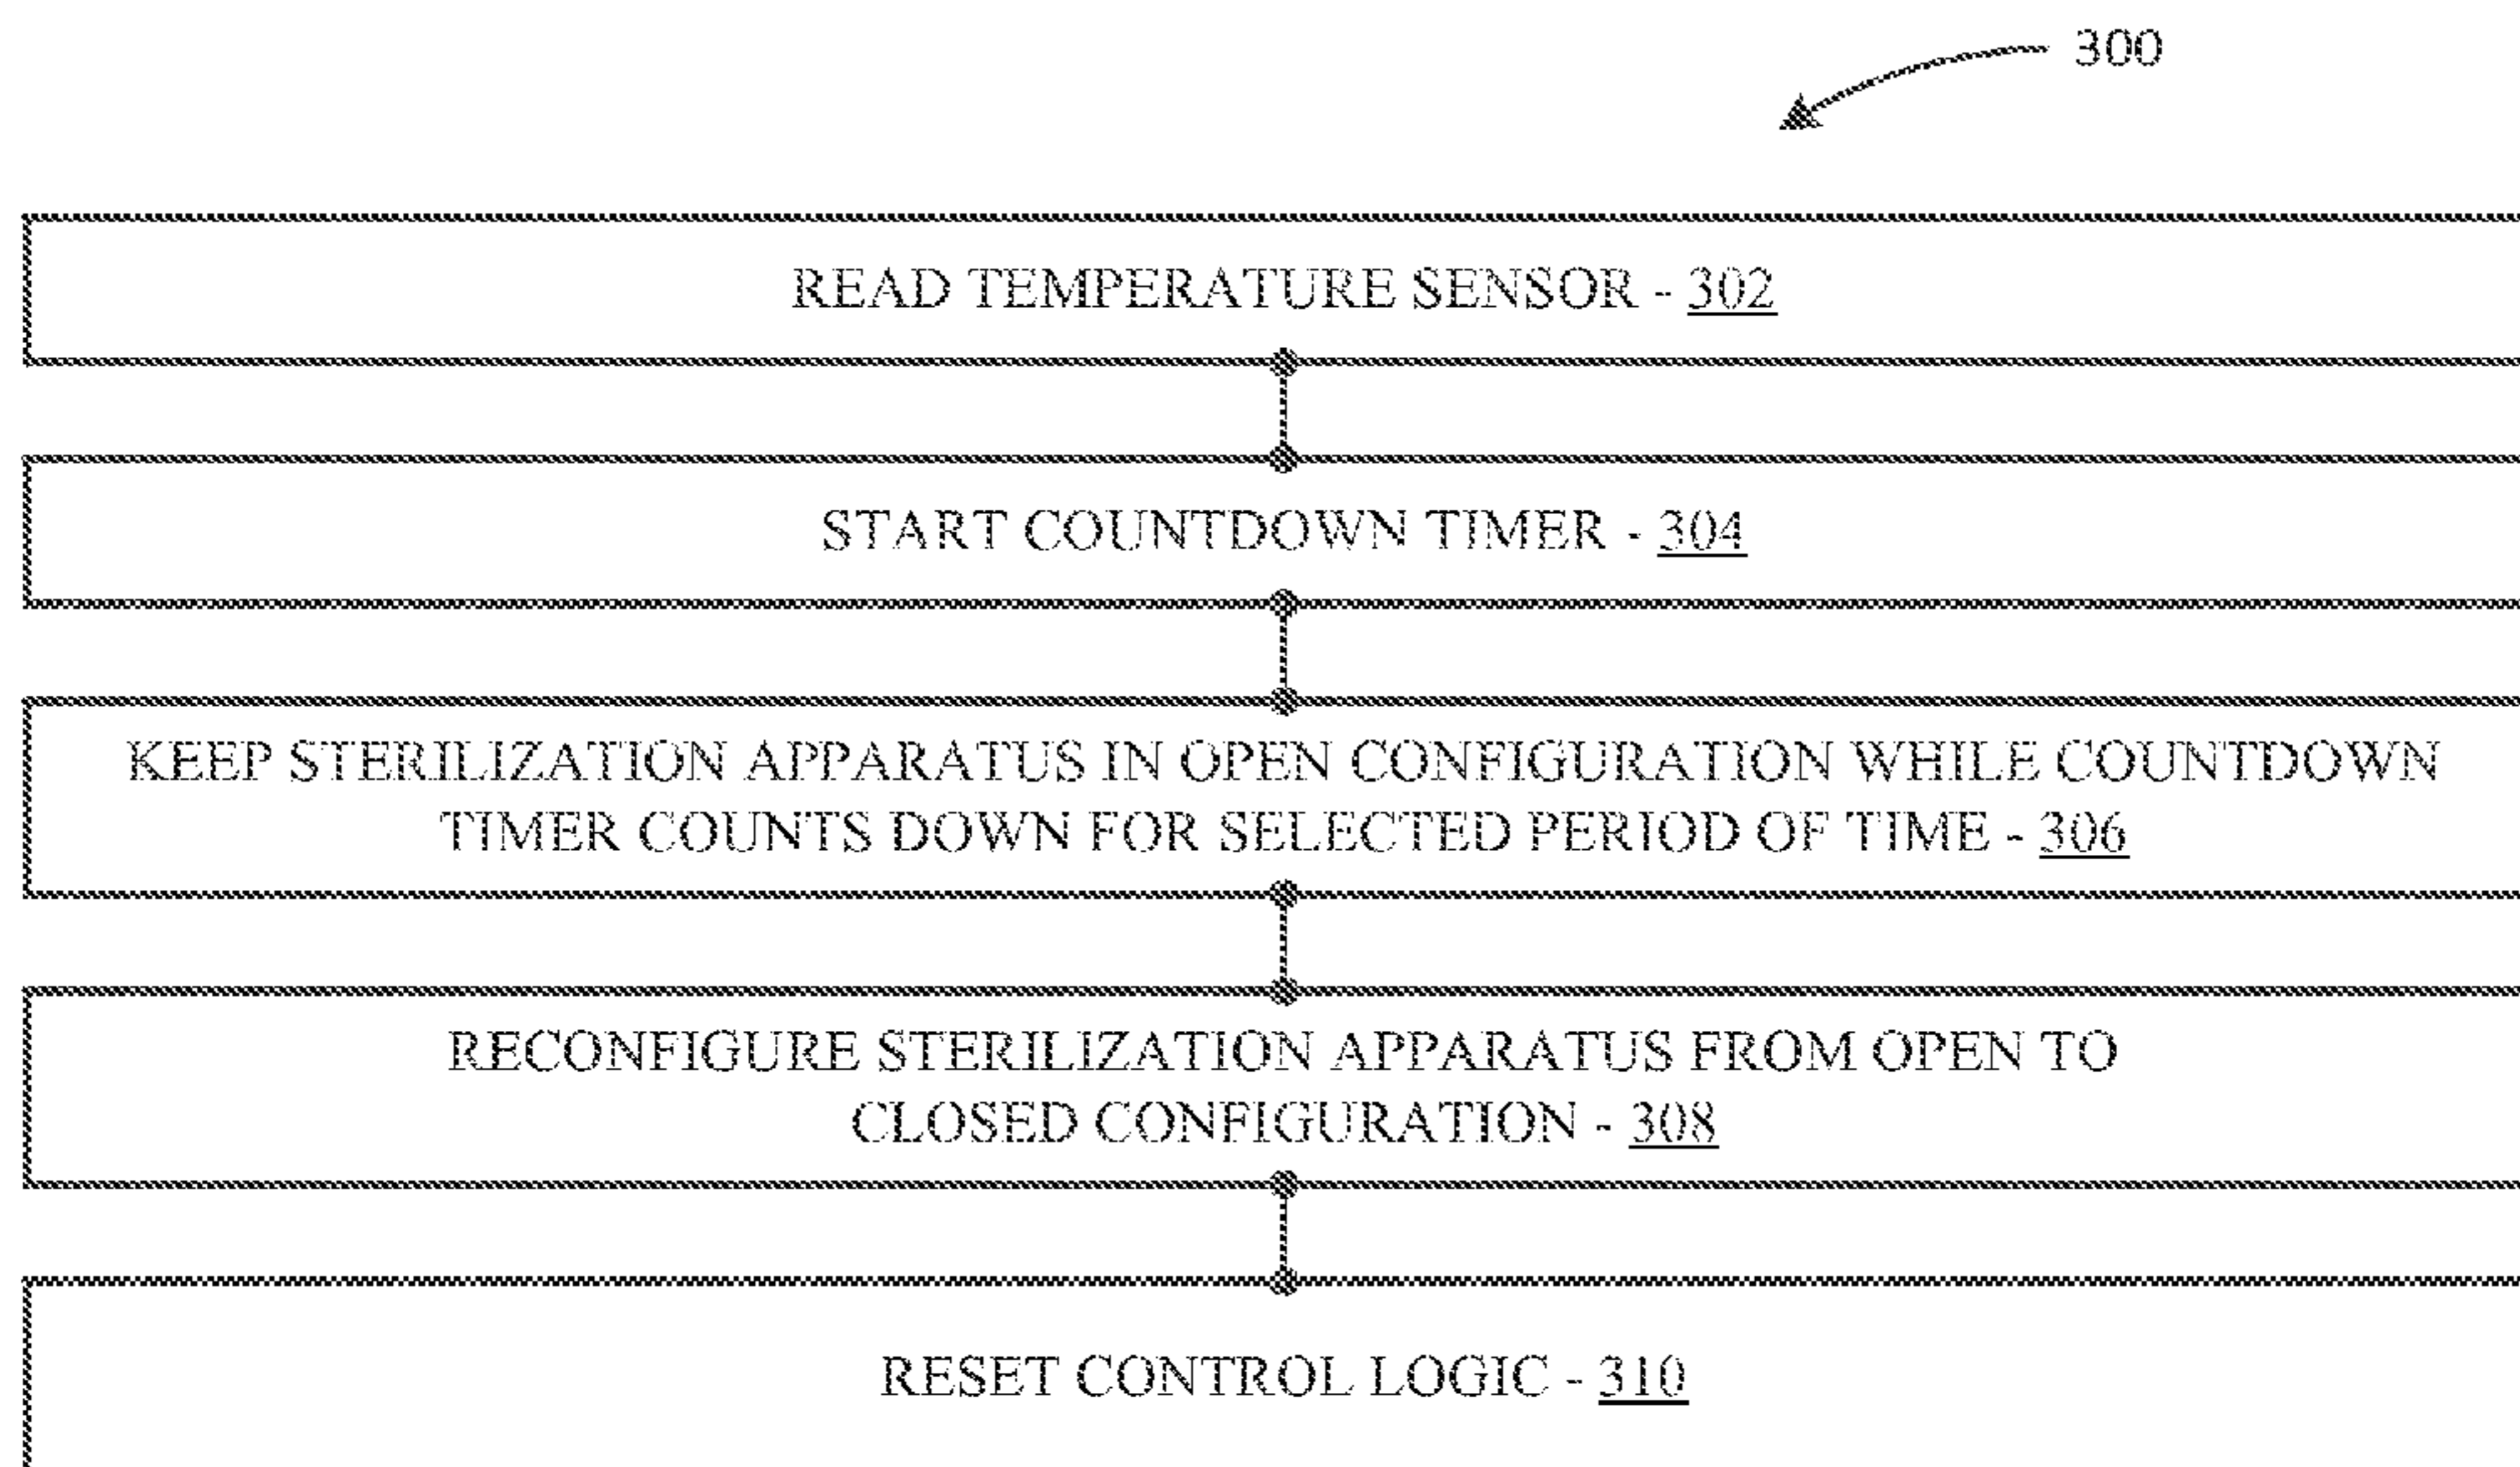 300
READ TEMPERATURE SENSOR - 302
START COUNTDOWN TIMER - 304
KEEP STERILIZATION APPARATUS IN OPEN CONFIGURATION WHILE COUNTDOWN
TIMER COUNTS DOWN FOR SELECTED PERIOD OF TIME - 306
RECONFIGURE STERILIZATION APPARATUS FROM OPEN TO
CLOSED CONFIGURATION - 308
RESET CONTROL LOGIC - 310